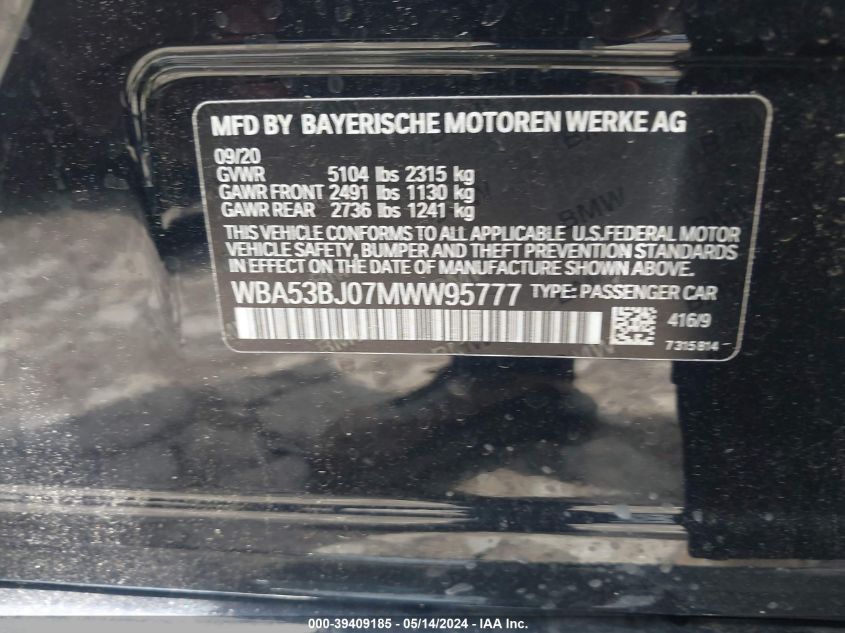 MFD BY BAYERISCHE MOTOREN WERKE AG
09/20
GVWR 5104 lbs 2315 kg
GAWR FRONT 2491 lbs 1130 kg
GAWR REAR 2736 lbs 1241 kg
THIS VEHICLE CONFORMS TO ALL APPLICABLE U.S.FEDERAL MOTOR
VEHICLE SAFETY, BUMPER AND THEFT PREVENTION STANDARDS
IN EFFECT ON THE DATE OF MANUFACTURE SHOWN ABOVE.
WBA53BJ07MWW95777 TYPE: PASSENGER CAR
416/9
7315814
000-39409185 - 05/14/2024 - IAA Inc.